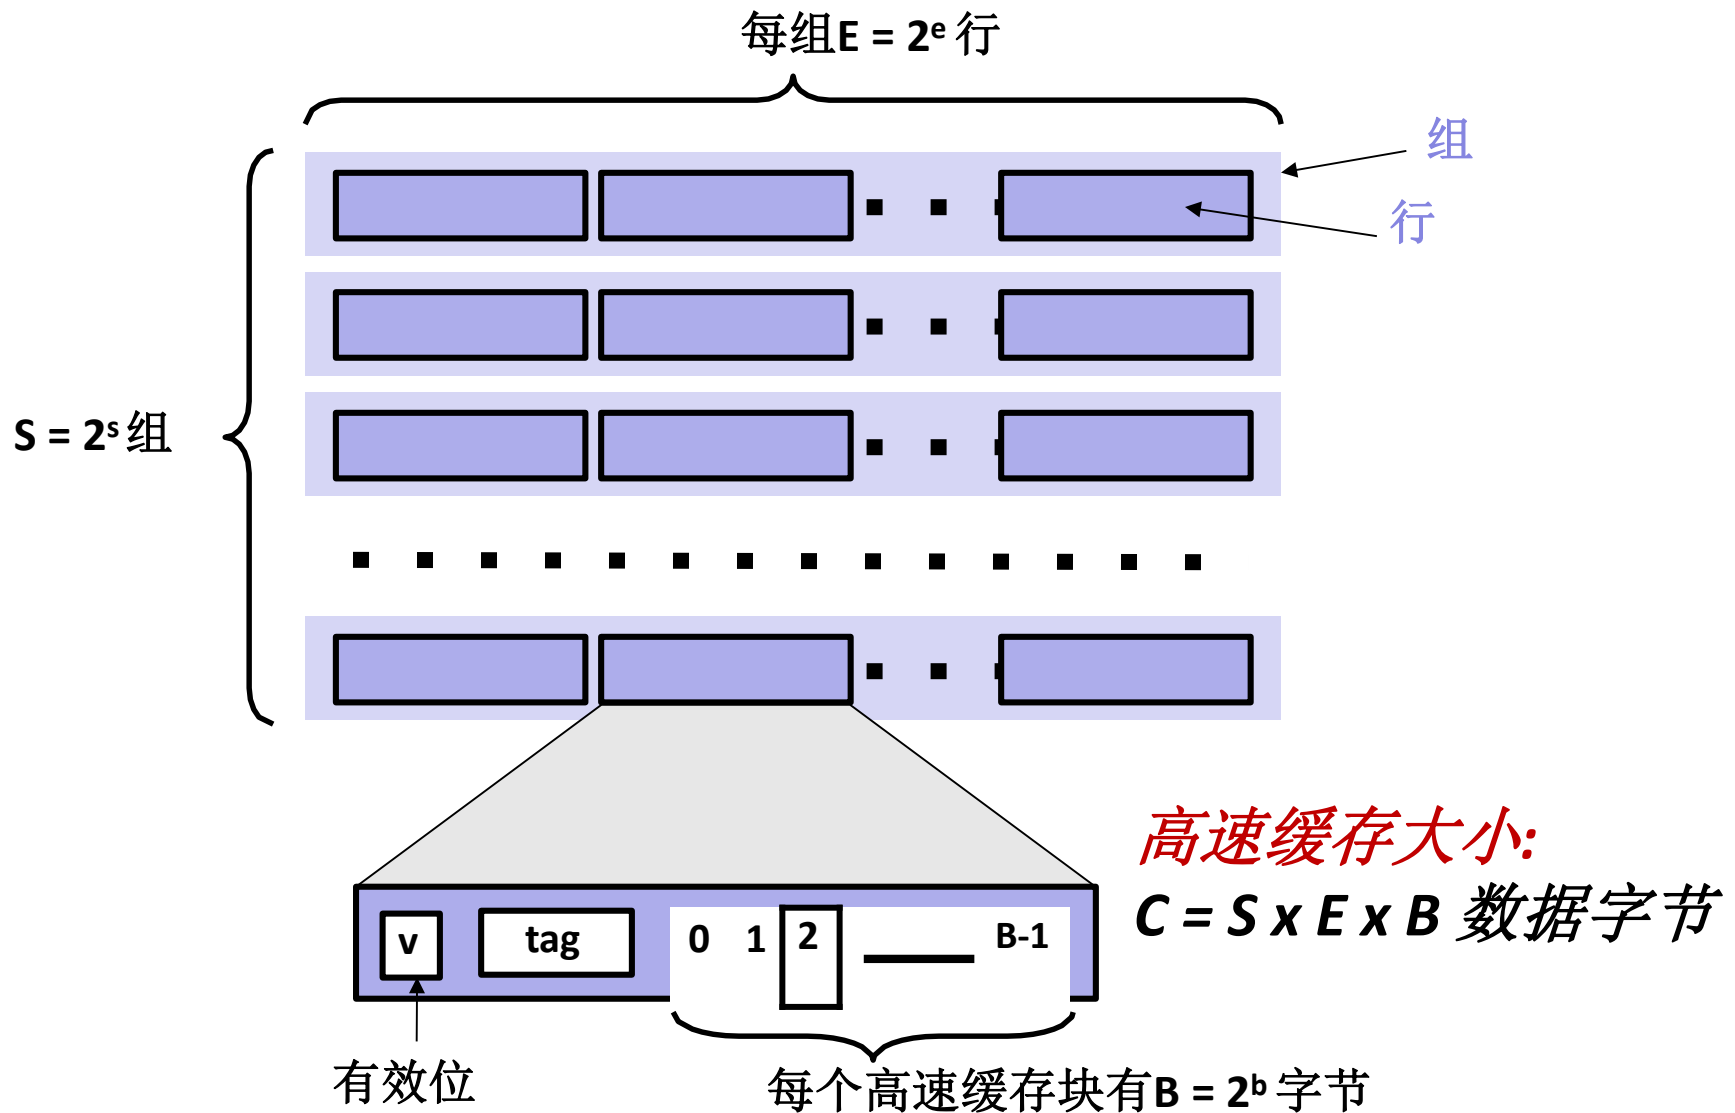 每组E = 2ᵉ 行
组
行
S = 2ˢ 组
高速缓存大小:
C = S x E x B 数据字节
v
tag
0 1 2 B-1
有效位
每个高速缓存块有B = 2ᵇ 字节